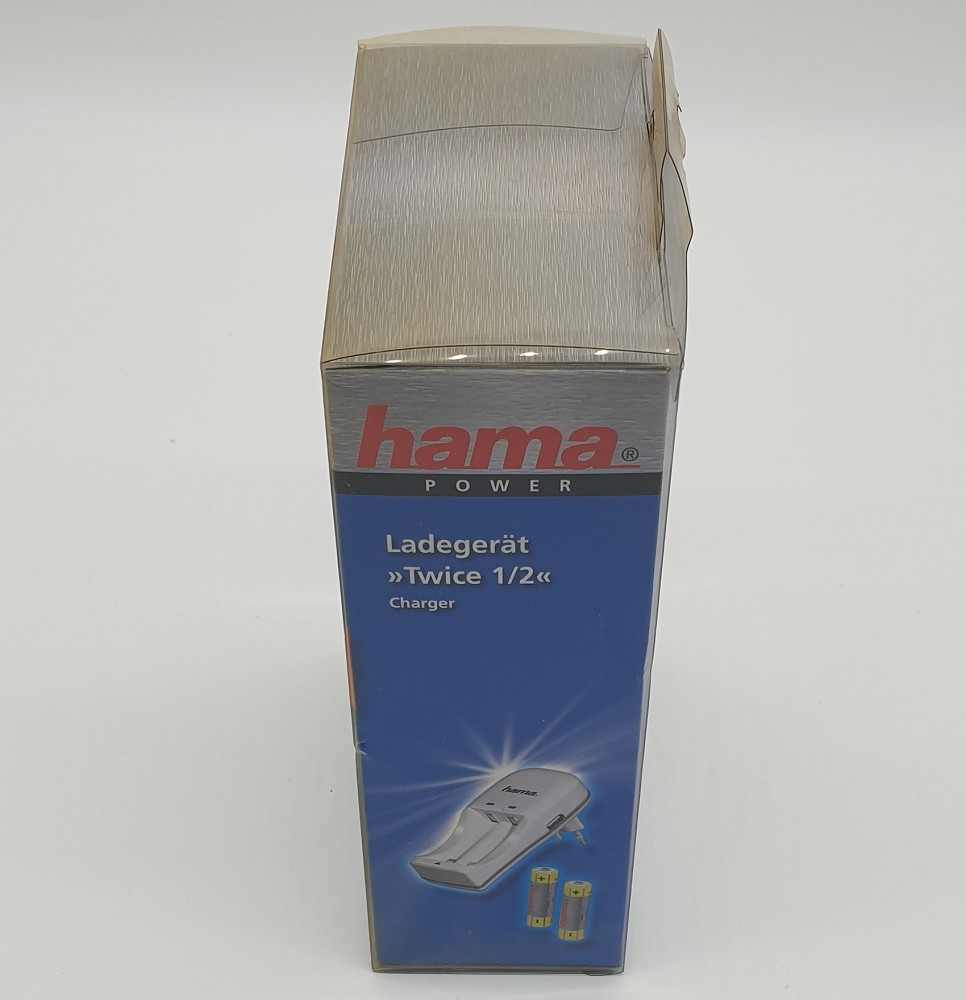 hama®
POWER
Ladegerät
»Twice 1/2«
Charger
hama.